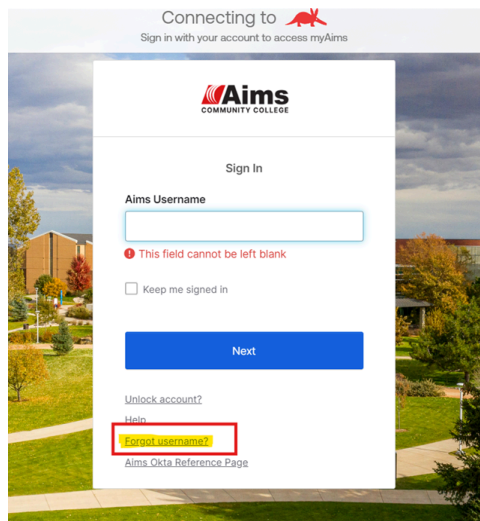 Connecting to
Sign in with your account to access myAims
Aims
COMMUNITY COLLEGE
Sign In
Aims Username
This field cannot be left blank
Keep me signed in
Next
Unlock account?
Help
Forgot username?
Aims Okta Reference Page